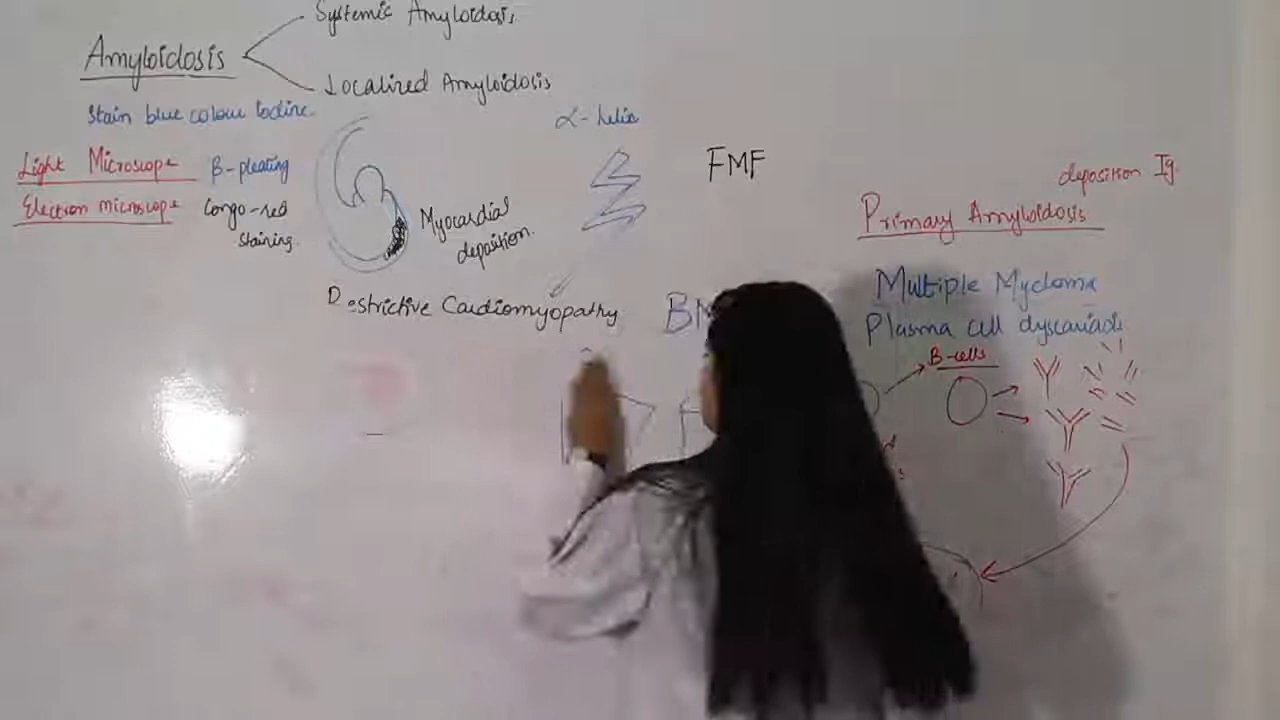 Systemic Amyloidosis
Amyloidosis
Localized Amyloidosis
Stain blue colour Iodine.
α-helix
Light Microscope
β-pleating
FMF
deposition Ig.
Electron microscope
Congo-red
staining.
Myocardial
deposition.
Primary Amyloidosis
Multiple Myeloma
Restrictive Cardiomyopathy
Plasma cell dyscariasis
B-cells